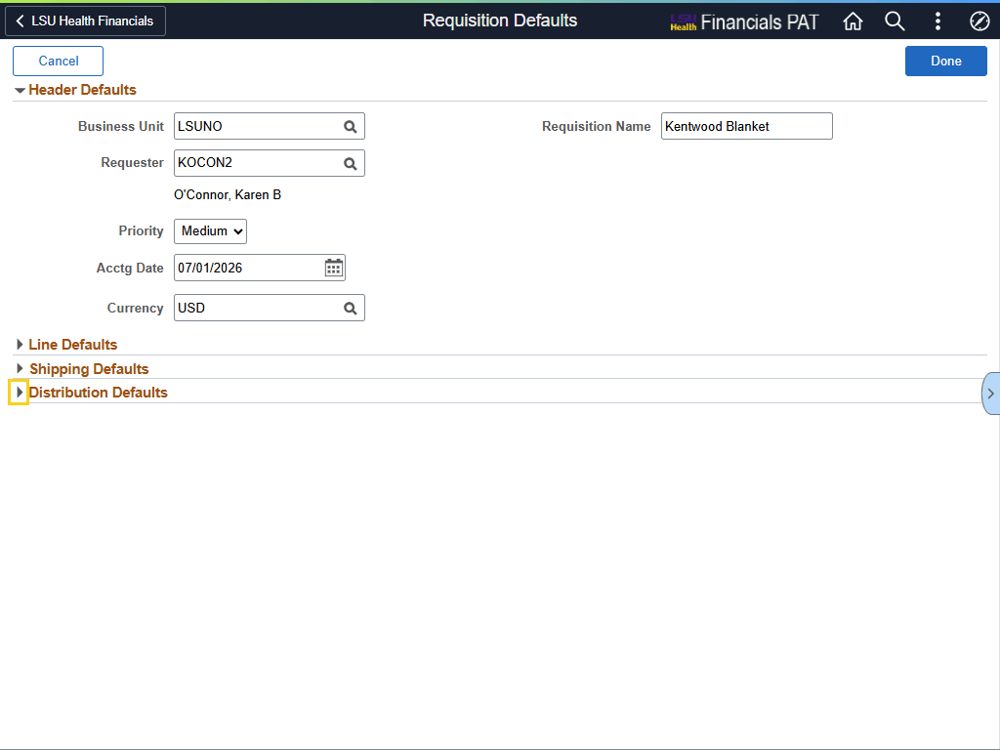 LSU Health Financials
Requisition Defaults
LSU Health Financials PAT
Cancel
Done
Header Defaults
Business Unit LSUNO
Requisition Name Kentwood Blanket
Requester KOCON2
O'Connor, Karen B
Priority Medium
Acctg Date 07/01/2026
Currency USD
Line Defaults
Shipping Defaults
Distribution Defaults